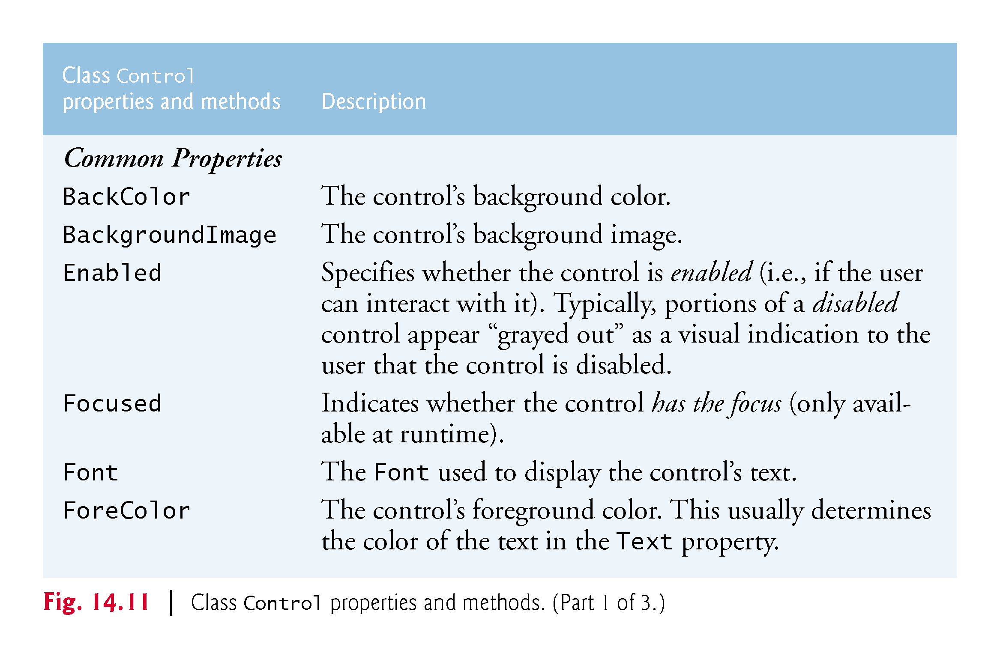 Class Control
properties and methods Description
Common Properties
BackColor The control’s background color.
BackgroundImage The control’s background image.
Enabled Specifies whether the control is enabled (i.e., if the user
can interact with it). Typically, portions of a disabled
control appear “grayed out” as a visual indication to the
user that the control is disabled.
Focused Indicates whether the control has the focus (only avail-
able at runtime).
Font The Font used to display the control’s text.
ForeColor The control’s foreground color. This usually determines
the color of the text in the Text property.
Fig. 14.11 | Class Control properties and methods. (Part 1 of 3.)